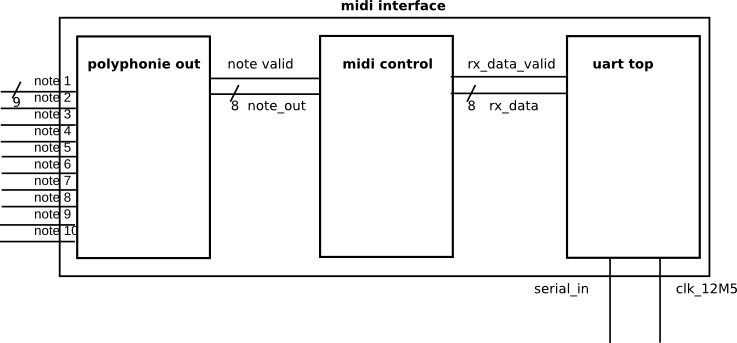 midi interface
polyphonie out
note valid
midi control
rx_data_valid
uart top
note 1
9
note 2
8 note_out
8 rx_data
note 3
note 4
note 5
note 6
note 7
note 8
note 9
note 10
serial_in
clk_12M5